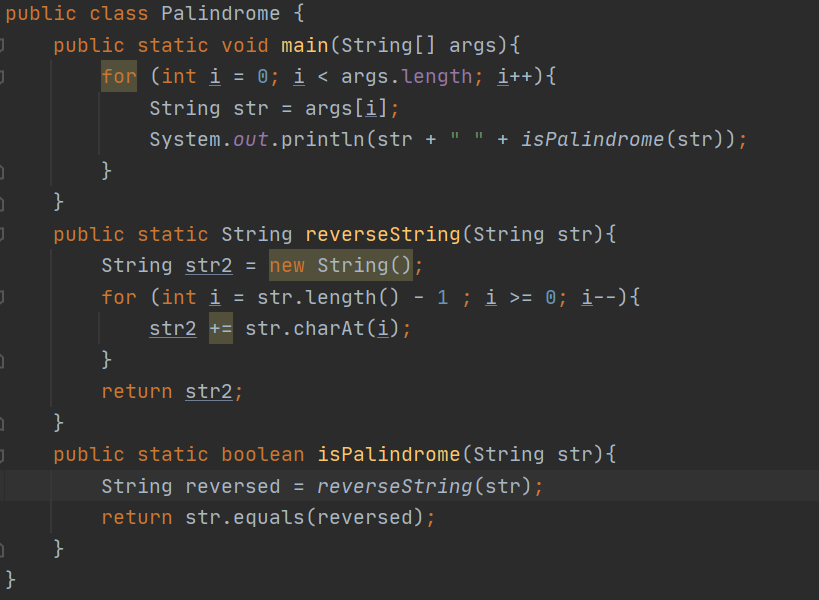 public class Palindrome {
    public static void main(String[] args){
        for (int i = 0; i < args.length; i++){
            String str = args[i];
            System.out.println(str + " " + isPalindrome(str));
        }
    }
    public static String reverseString(String str){
        String str2 = new String();
        for (int i = str.length() - 1 ; i >= 0; i--){
            str2 += str.charAt(i);
        }
        return str2;
    }
    public static boolean isPalindrome(String str){
        String reversed = reverseString(str);
        return str.equals(reversed);
    }
}